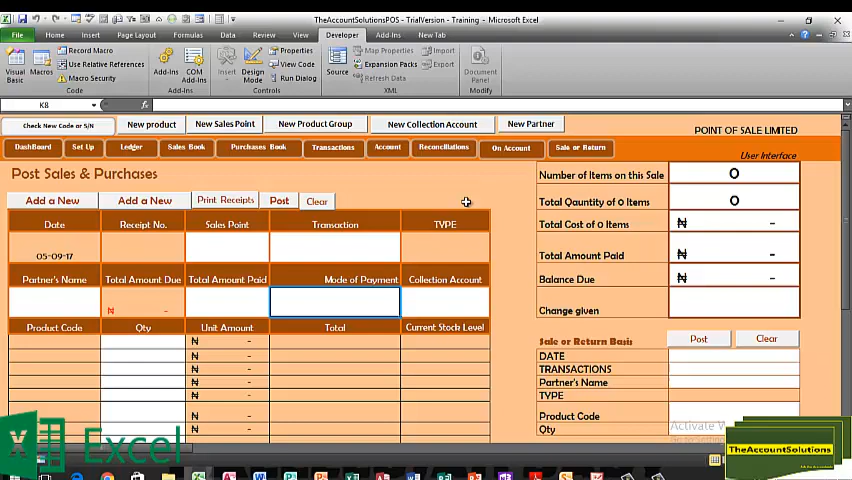 TheAccountSolutionsPOS - TrialVersion - Training - Microsoft Excel
File Home Insert Page Layout Formulas Data Review View Developer Add-Ins New Tab
Visual Basic
Macros
Record Macro
Use Relative References
Macro Security
Code
Add-Ins
COM Add-Ins
Add-Ins
Insert
Design Mode
Properties
View Code
Run Dialog
Controls
Source
Map Properties
Expansion Packs
Refresh Data
Import
Export
XML
Document Panel
Modify
K8
fx
Check New Code or S/N
New product
New Sales Point
New Product Group
New Collection Account
New Partner
POINT OF SALE LIMITED
DashBoard Set Up Ledger Sales Book Purchases Book Transactions Account Reconciliations On Account Sale or Return
User Interface
Post Sales & Purchases
Add a New Add a New Print Receipts Post Clear
Date Receipt No. Sales Point Transaction TYPE
05-09-17
Partner's Name Total Amount Due Total Amount Paid Mode of Payment Collection Account
₦ -
Product Code Qty Unit Amount Total Current Stock Level
₦ -
₦ -
₦ -
₦ -
₦ -
₦ -
Number of Items on this Sale 0
Total Qauntity of 0 Items 0
Total Cost of 0 Items ₦ -
Total Amount Paid ₦ -
Balance Due ₦ -
Change given
Sale or Return Basis Post Clear
DATE
TRANSACTIONS
Partner's Name
TYPE
Product Code
Qty
Activate W
Go to Setting
Excel
TheAccountSolutions